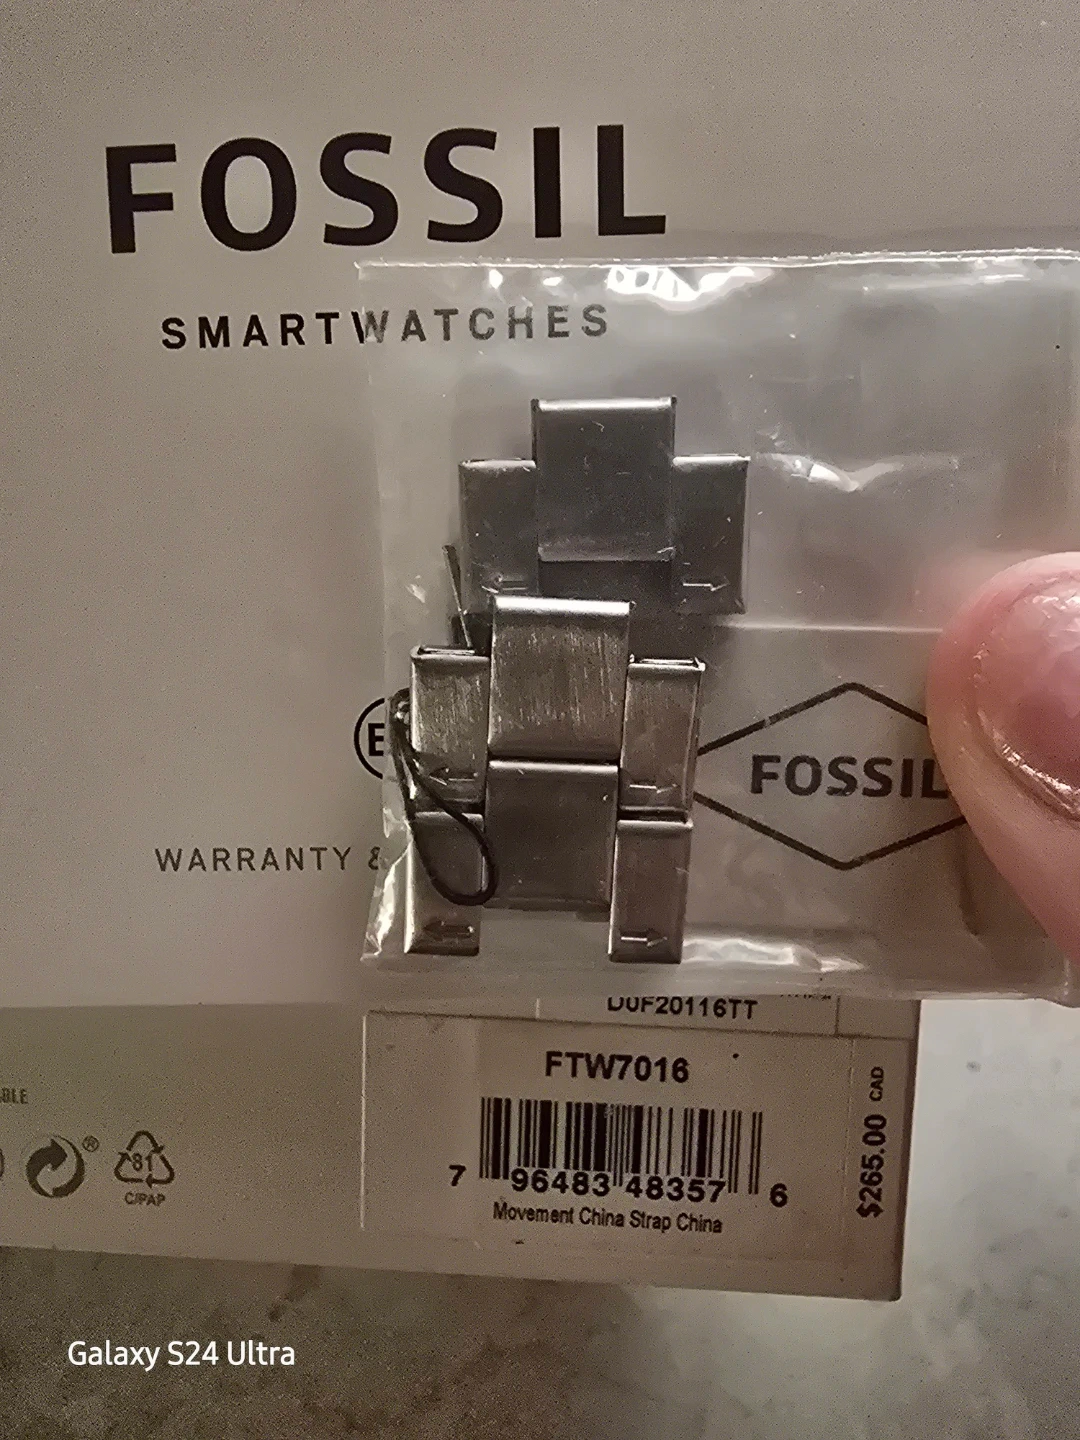 FOSSIL
SMARTWATCHES
E
FOSSIL
WARRANTY &
D0F20116TT
FTW7016
7 96483 48357 6
Movement China Strap China
$265.00 CAD
81
C/PAP
Galaxy S24 Ultra